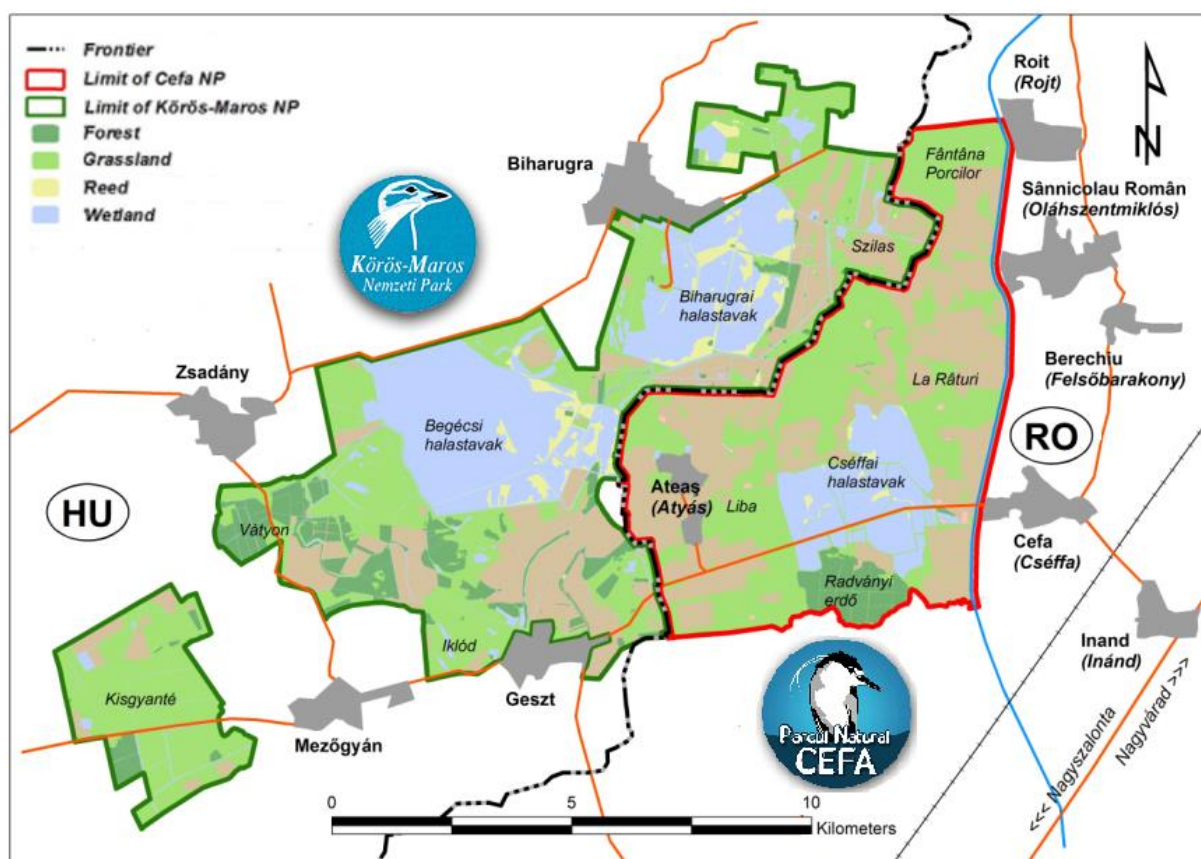 Frontier
Limit of Cefa NP
Limit of Körös-Maros NP
Forest
Grassland
Reed
Wetland
Körös-Maros
Nemzeti Park
Biharugra
Roit
(Rojt)
N
Fântâna
Porcilor
Sânnicolau Român
(Oláhszentmiklós)
Szilas
Biharugrai
halastavak
Berechiu
(Felsőbarakony)
Zsadány
La Râturi
Begécsi
halastavak
RO
Cséffai
halastavak
Ateaş
(Atyás)
Liba
HU
Vátyon
Cefa
(Cséffa)
Radványi
erdő
Iklód
Inand
(Inánd)
Kisgyanté
Geszt
Mezőgyán
Parcul Natural
CEFA
<<< Nagyszalonta
Nagyvárad >>>
0
5
10
Kilometers